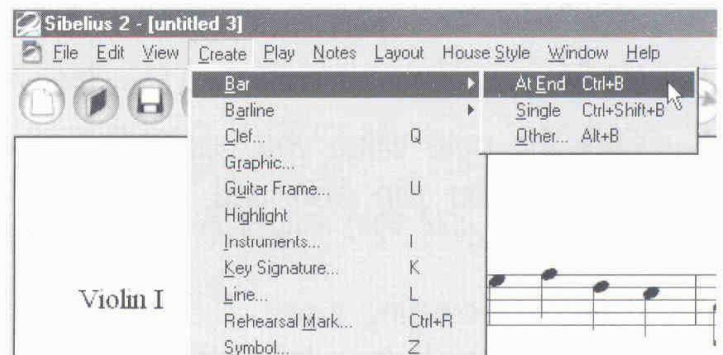 Sibelius 2 - [untitled 3]
File Edit View Create Play Notes Layout House Style Window Help
Bar
At End Ctrl+B
Barline
Single Ctrl+Shift+B
Clef... Q
Other... Alt+B
Graphic...
Guitar Frame... U
Highlight
Instruments... I
Key Signature... K
Violin I
Line... L
Rehearsal Mark... Ctrl+R
Symbol... Z